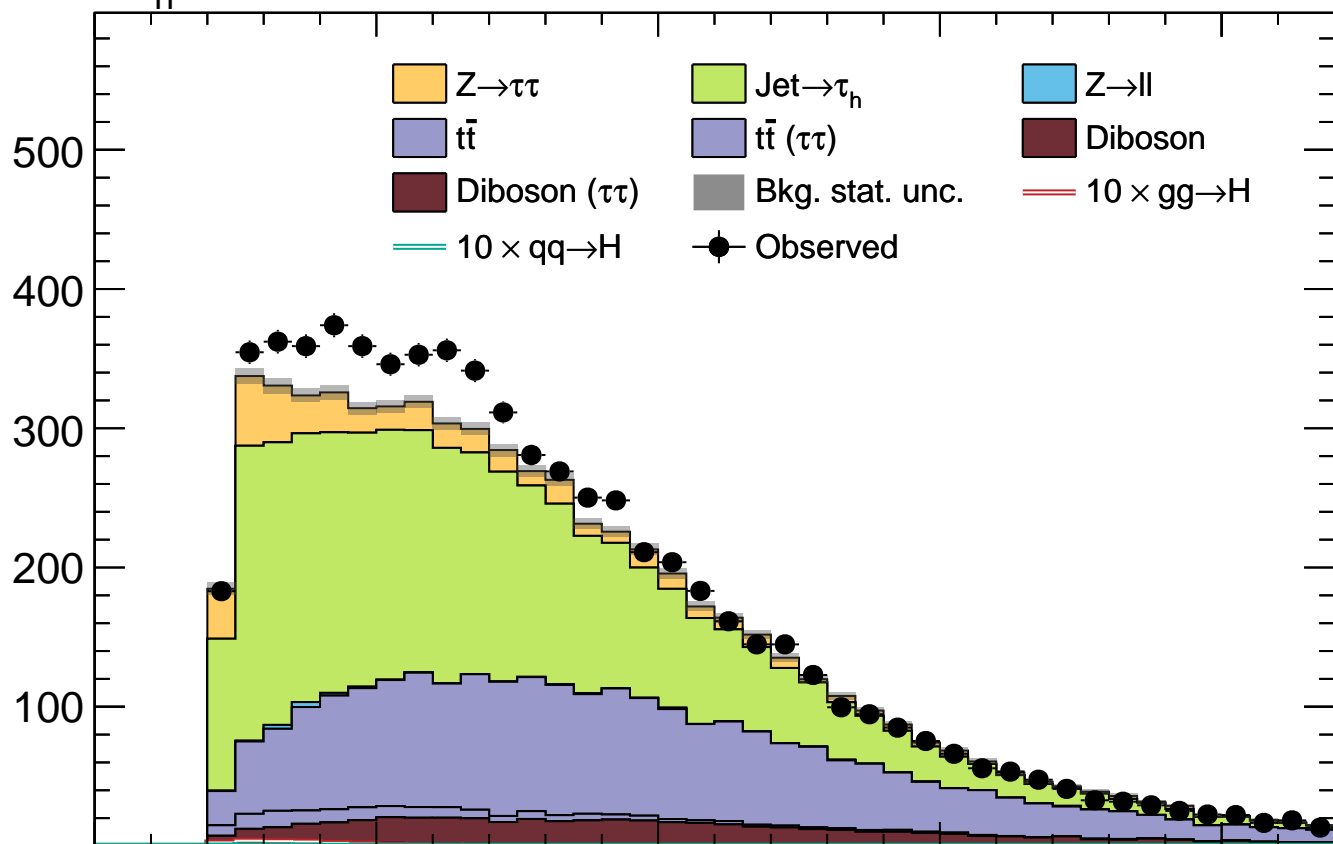 H
Z→ττ Jet→τh Z→ll
tt̄ tt̄ (ττ) Diboson
Diboson (ττ) Bkg. stat. unc. 10 × gg→H
10 × qq→H Observed
500
400
300
200
100